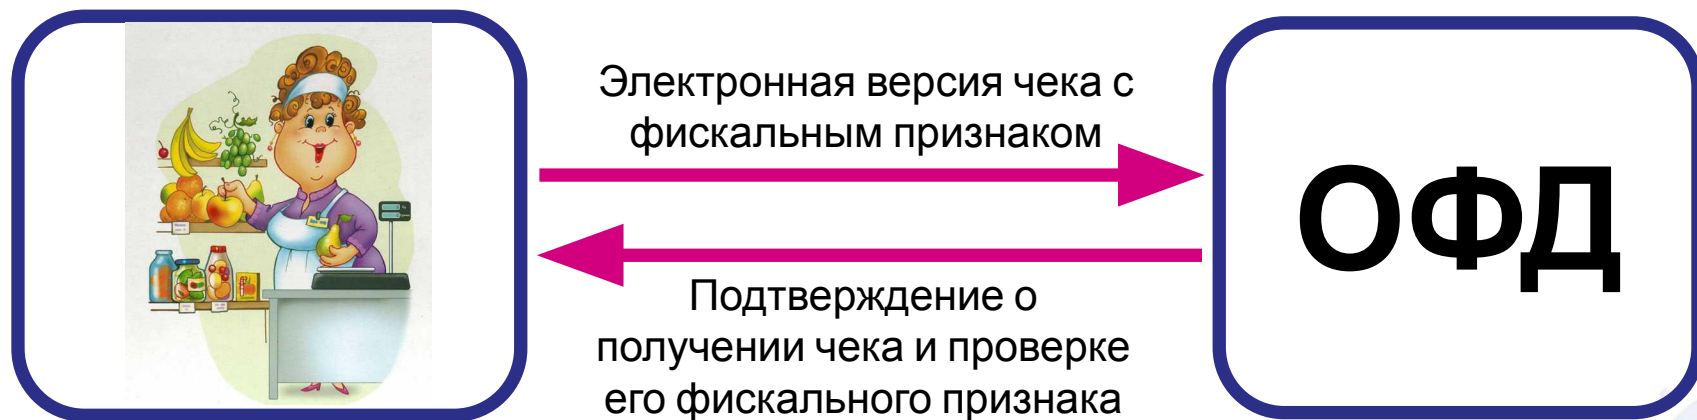 Электронная версия чека с
фискальным признаком
ОФД
Подтверждение о
получении чека и проверке
его фискального признака